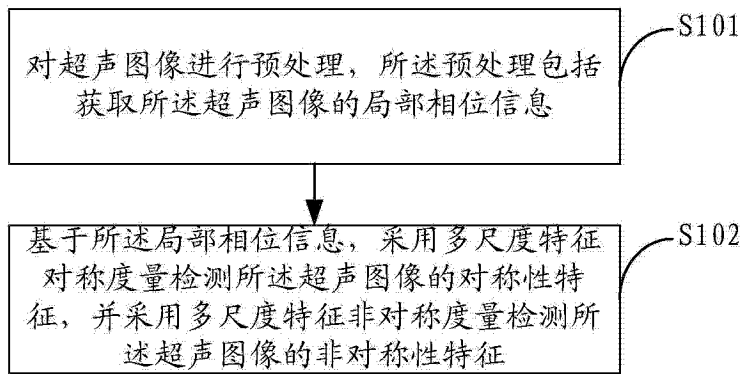 对超声图像进行预处理，所述预处理包括
获取所述超声图像的局部相位信息
S101
基于所述局部相位信息，采用多尺度特征
对称度量检测所述超声图像的对称性特
征，并采用多尺度特征非对称度量检测所
述超声图像的非对称性特征
S102